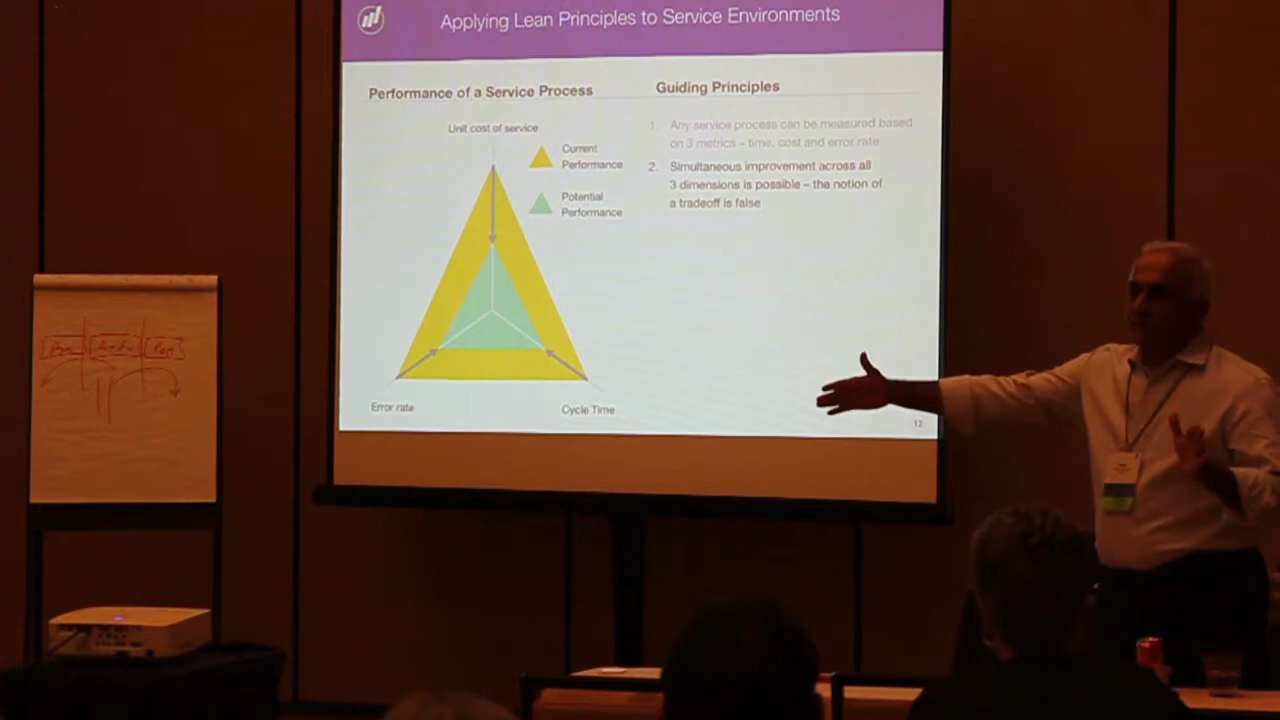 Applying Lean Principles to Service Environments
Performance of a Service Process
Unit cost of service
Current
Performance
Potential
Performance
Error rate
Cycle Time
Guiding Principles
1. Any service process can be measured based
on 3 metrics – time, cost and error rate
2. Simultaneous improvement across all
3 dimensions is possible – the notion of
a tradeoff is false
12